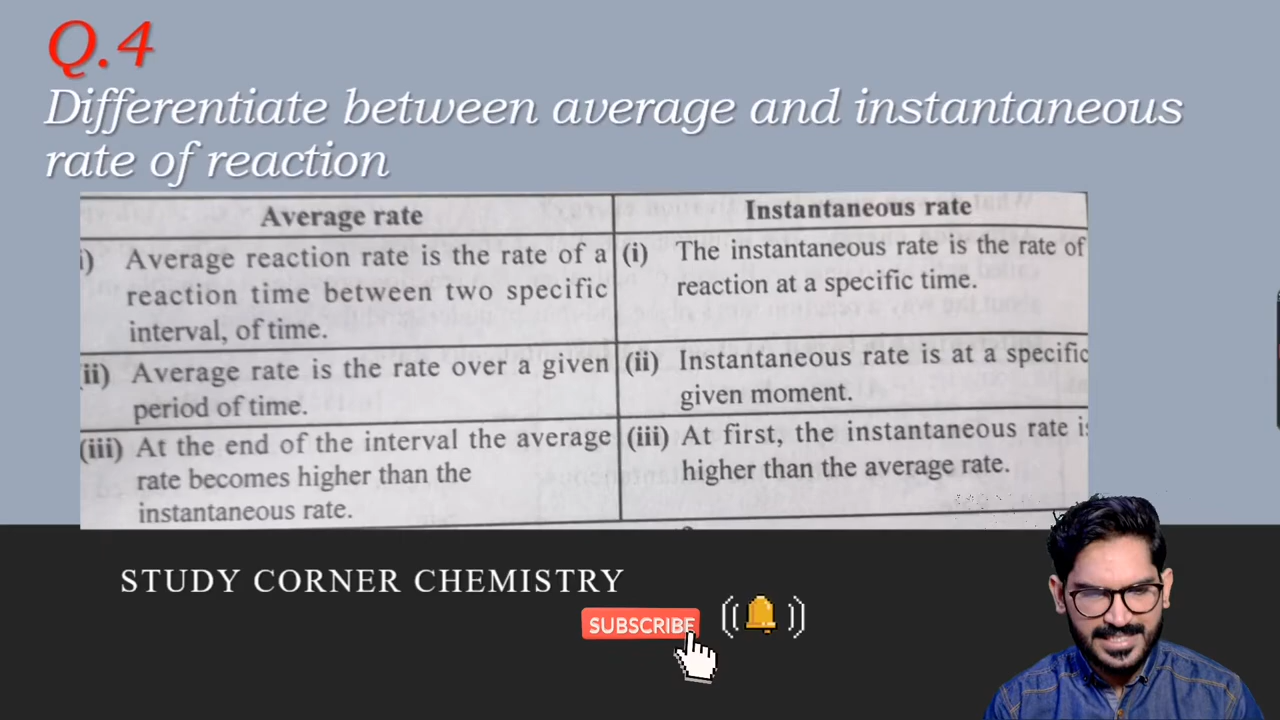 Q.4
Differentiate between average and instantaneous
rate of reaction
Average rate
i) Average reaction rate is the rate of a
reaction time between two specific
interval, of time.
ii) Average rate is the rate over a given
period of time.
(iii) At the end of the interval the average
rate becomes higher than the
instantaneous rate.
Instantaneous rate
(i) The instantaneous rate is the rate of
reaction at a specific time.
(ii) Instantaneous rate is at a specific
given moment.
(iii) At first, the instantaneous rate is
higher than the average rate.
STUDY CORNER CHEMISTRY
SUBSCRIBE